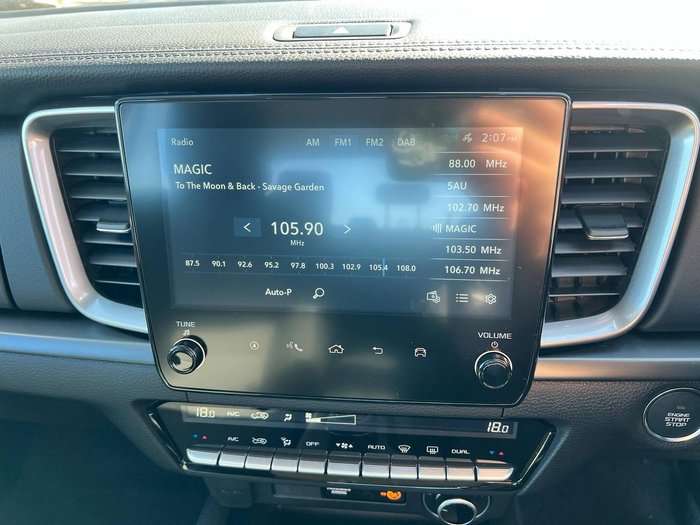 Radio AM FM1 FM2 DAB 2:07 PM
MAGIC
To The Moon & Back - Savage Garden
< 105.90 >
MHz
87.5 90.1 92.6 95.2 97.8 100.3 102.9 105.4 108.0
Auto-P
88.00 MHz
5AU
102.70 MHz
MAGIC
103.50 MHz
106.70 MHz
TUNE
VOLUME
18.0 A/C
18.0
A/C OFF AUTO DUAL
ENGINE
START
STOP
PASSENGER